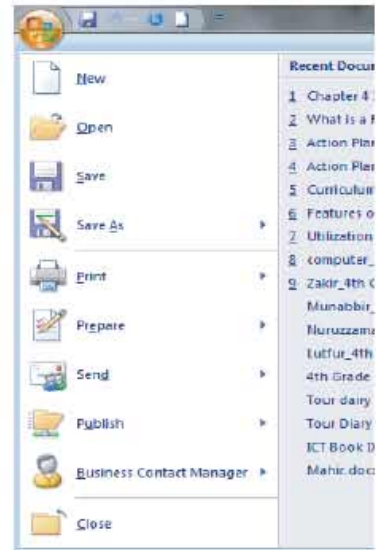 New
Open
Save
Save As
Print
Prepare
Send
Publish
Business Contact Manager
Close
Recent Docum
1 Chapter 4
2 What is a
3 Action Plan
4 Action Plan
5 Curriculum
6 Features o
7 Utilization
8 computer_
9 Zakir_4th
Munabbir_
Nuruzzama
Lutfur_4th
4th Grade
Tour dairy
Tour Diary
ICT Book D
Mahir.doc